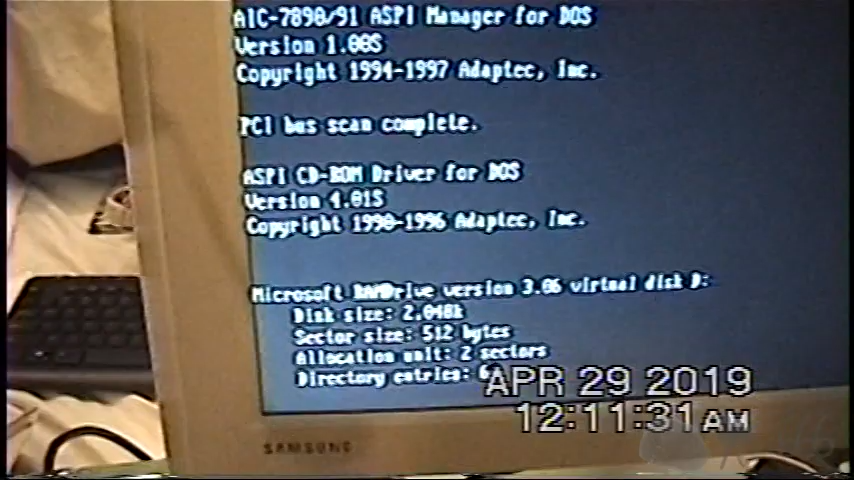 AIC-7890/91 ASPI Manager for DOS
Version 1.00S
Copyright 1994-1997 Adaptec, Inc.
PCI bus scan complete.
ASPI CD-ROM Driver for DOS
Version 4.01S
Copyright 1990-1996 Adaptec, Inc.
Microsoft RAMDrive version 3.06 virtual disk D:
Disk size: 2,048k
Sector size: 512 bytes
Allocation unit: 2 sectors
Directory entries:
APR 29 2019
12:11:31 AM
SAMSUNG